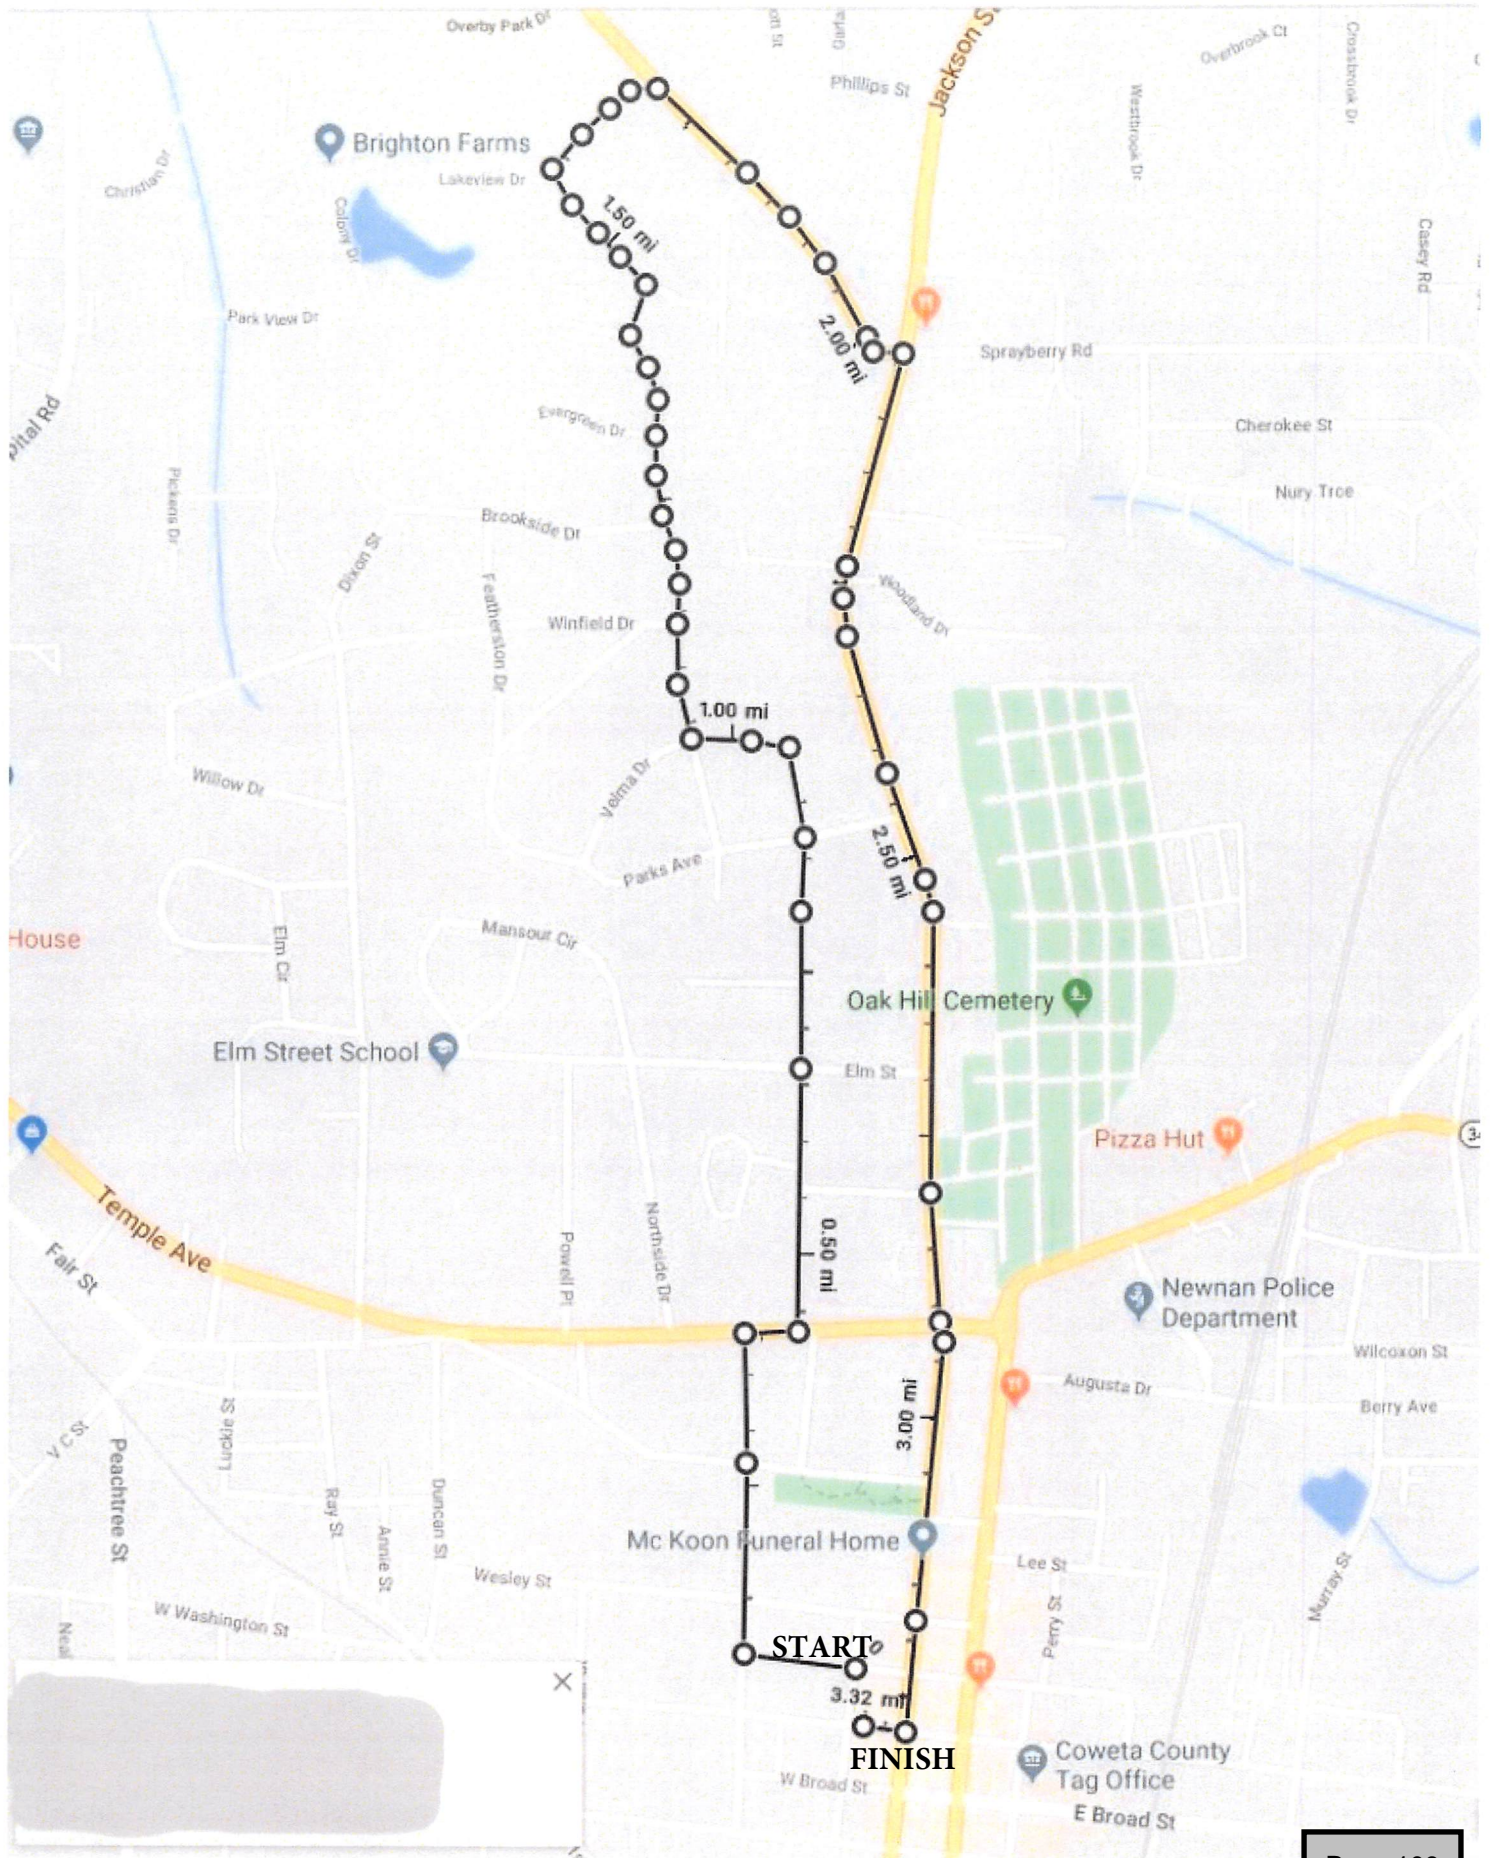 Overby Park Dr
Phillips St
Jackson S
Overbrook Ct
Crossbrook Dr
Westbrook Dr
Brighton Farms
Lakeview Dr
Christian Dr
Colony Dr
1.50 mi
Casey Rd
Park View Dr
2.00 mi
Sprayberry Rd
pital Rd
Evergreen Dr
Cherokee St
Pickens Dr
Nury Trce
Brookside Dr
Dixon St
Featherston Dr
Winfield Dr
Woodland Dr
1.00 mi
Willow Dr
Velma Dr
Parks Ave
2.50 mi
House
Elm Cir
Mansour Cir
Oak Hill Cemetery
Elm Street School
Elm St
Pizza Hut
Temple Ave
Fair St
Powell Pl
Northside Dr
0.50 mi
Newnan Police
Department
Wilcoxon St
Augusta Dr
Berry Ave
3.00 mi
V C St
Luckie St
Peachtree St
Ray St
Annie St
Duncan St
Mc Koon Funeral Home
Wesley St
Lee St
Murray St
Perry St
W Washington St
Neal
START
0
3.32 mi
FINISH
W Broad St
Coweta County
Tag Office
E Broad St